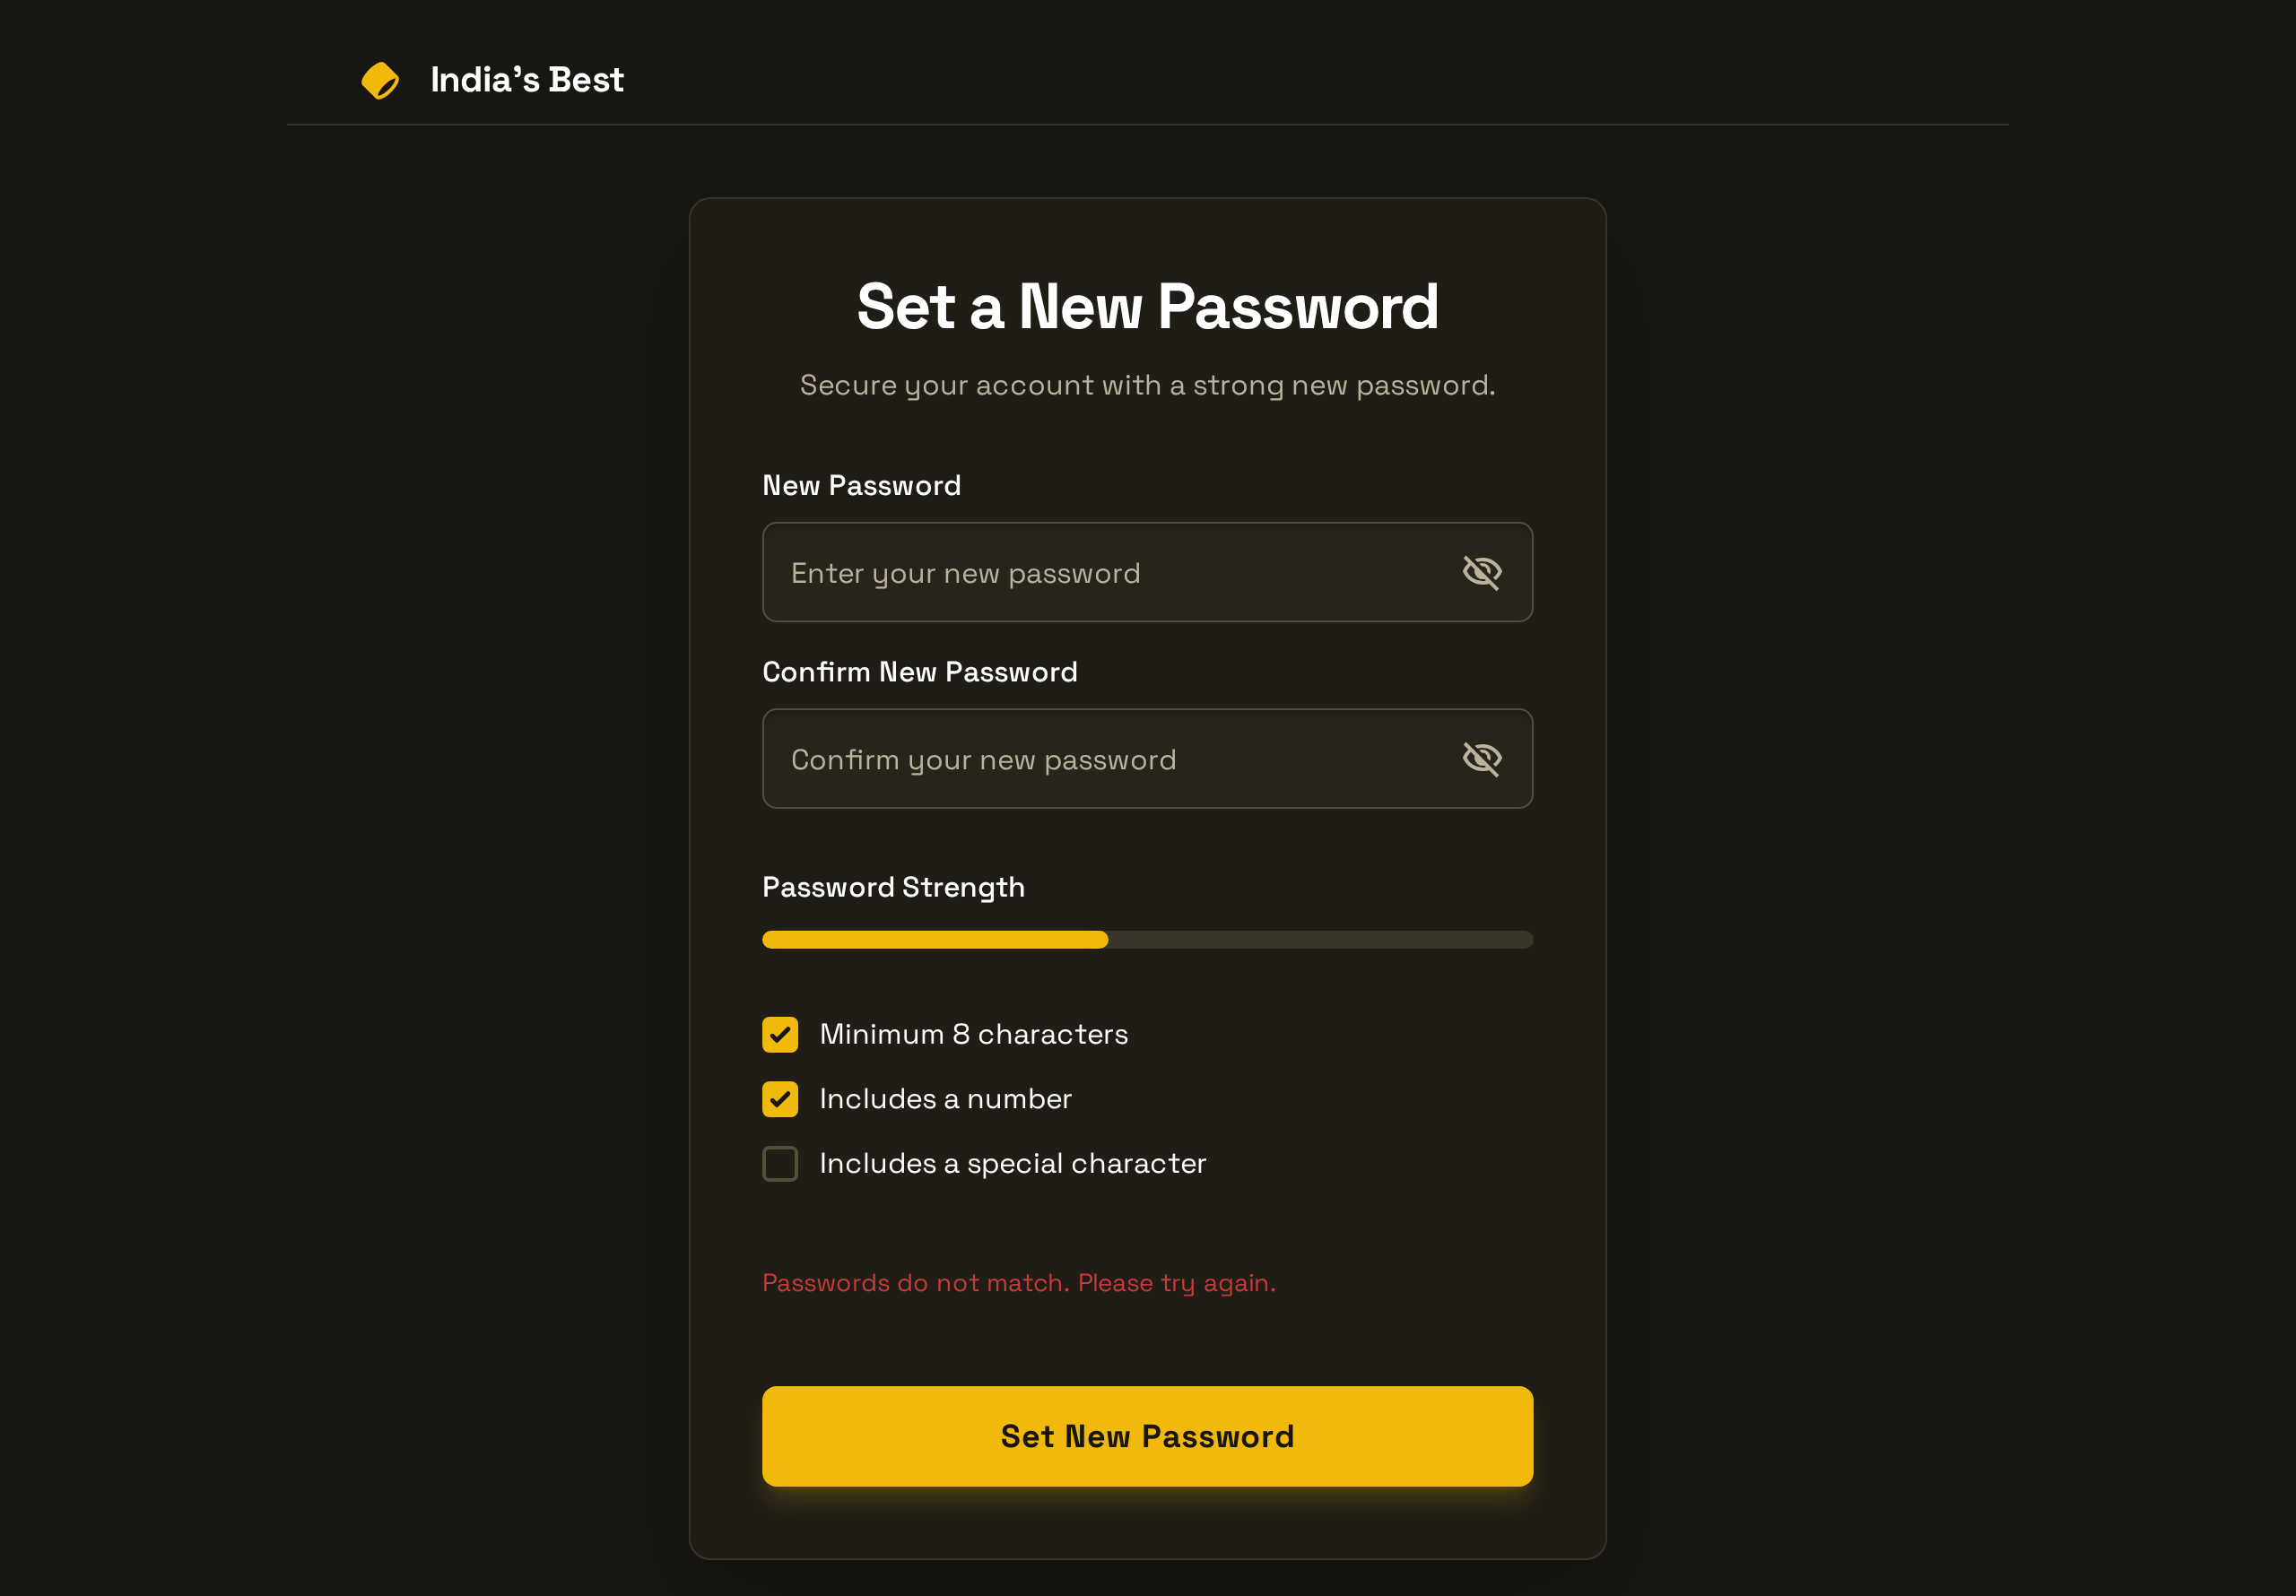 India’s Best
Set a New Password
Secure your account with a strong new password.
New Password
Enter your new password
Confirm New Password
Confirm your new password
Password Strength
Minimum 8 characters
Includes a number
Includes a special character
Passwords do not match. Please try again.
Set New Password